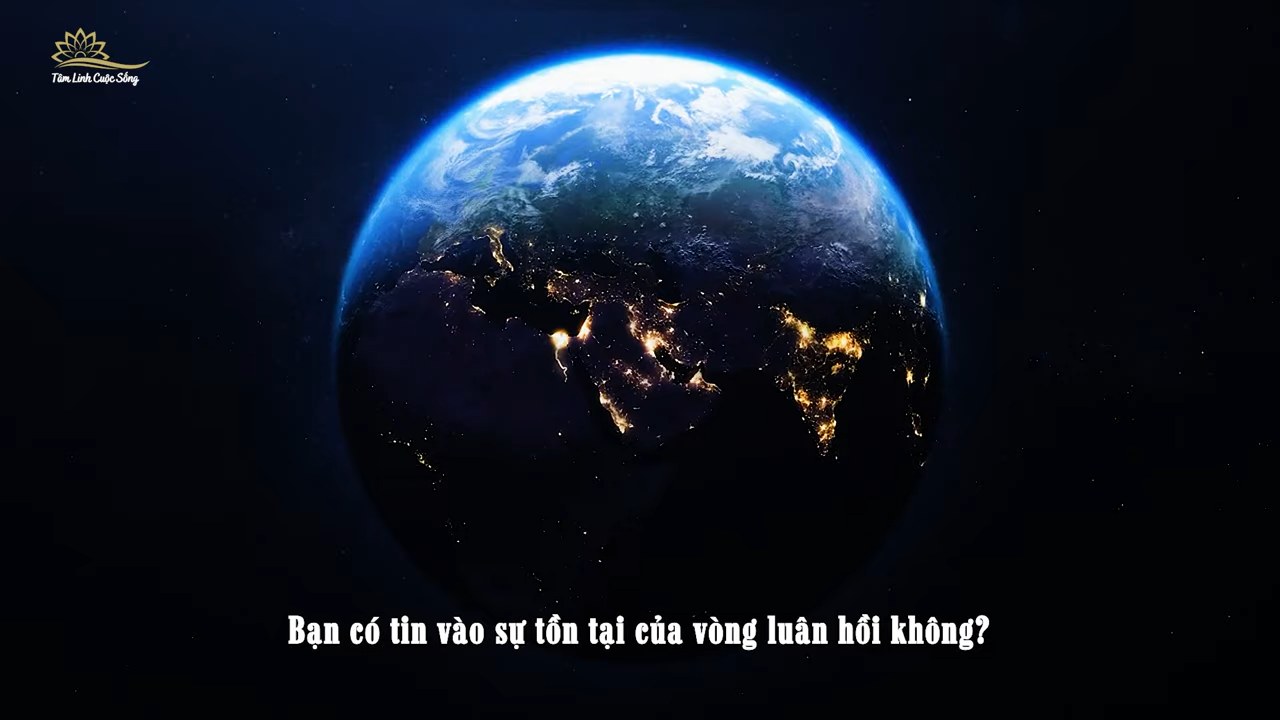 Tâm Linh Cuộc Sống
Bạn có tin vào sự tồn tại của vòng luân hồi không?